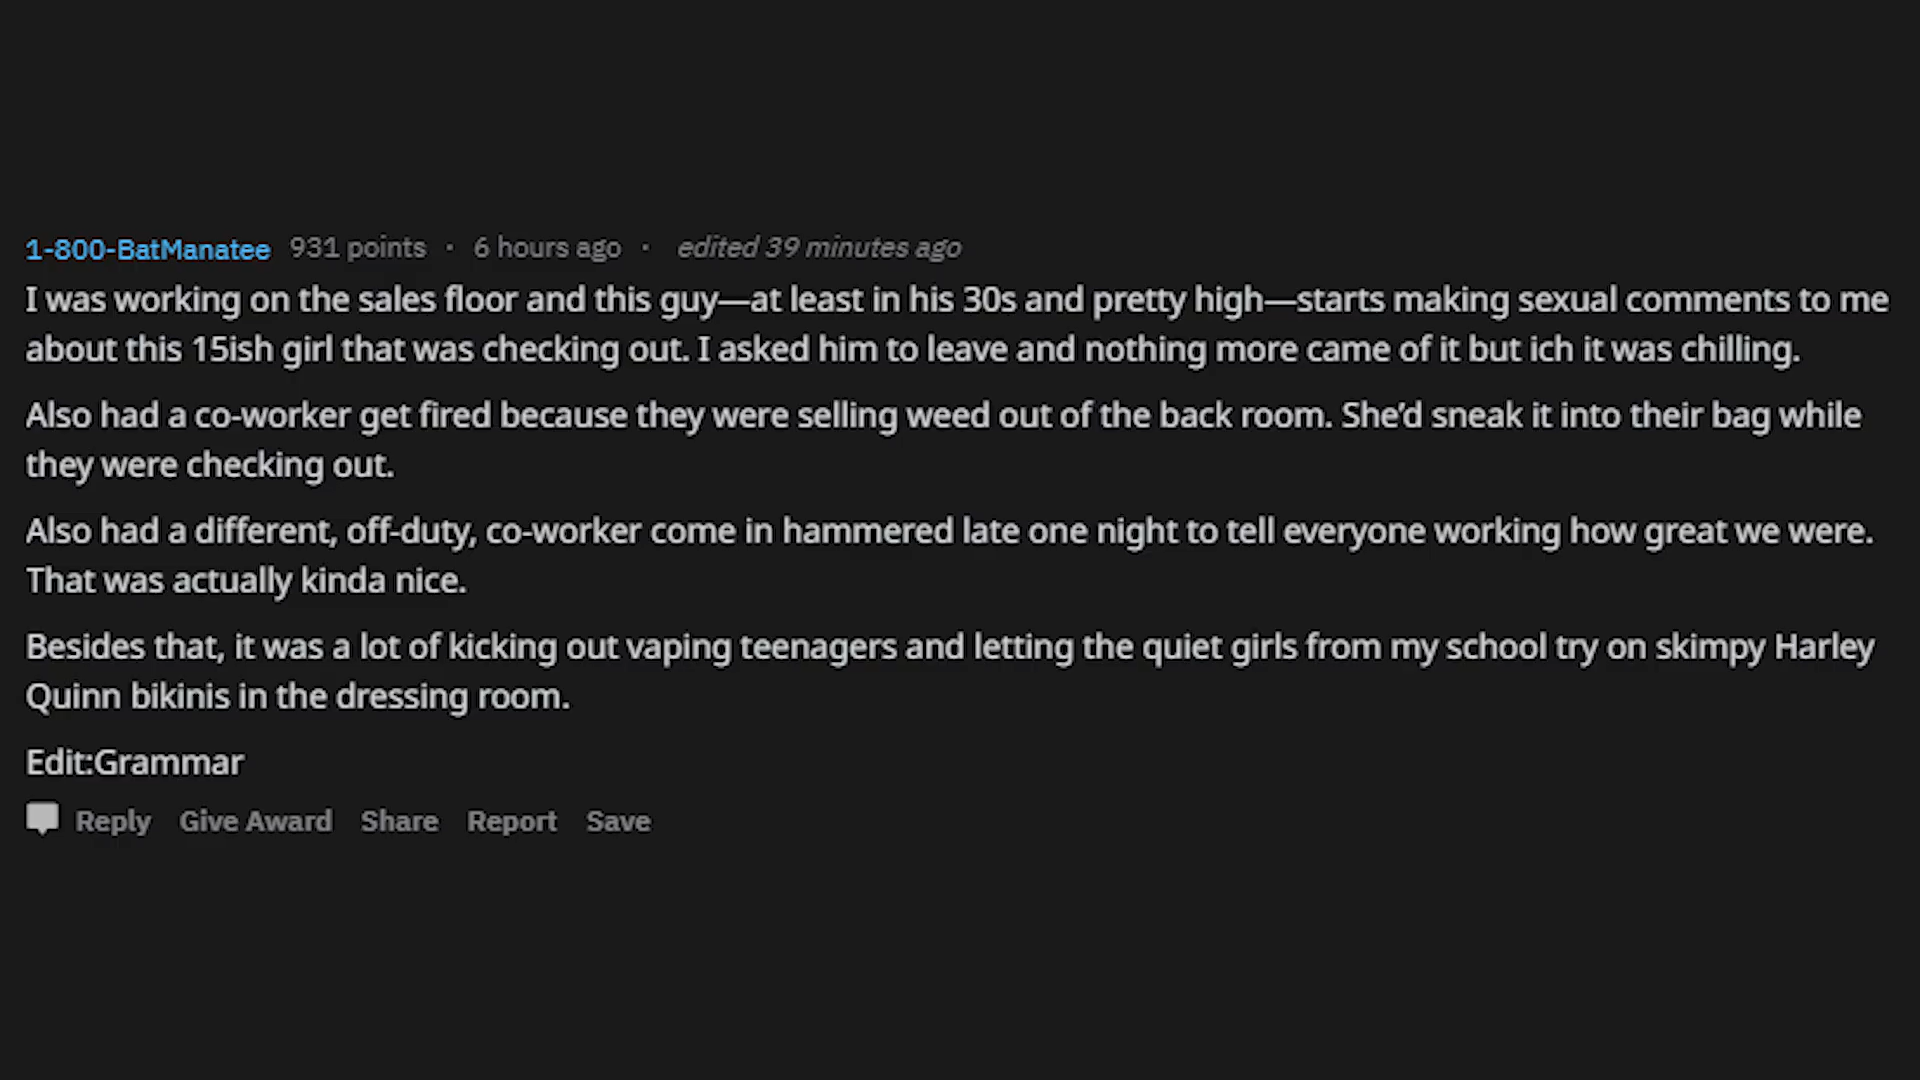 1-800-BatManatee 931 points · 6 hours ago · edited 39 minutes ago
I was working on the sales floor and this guy—at least in his 30s and pretty high—starts making sexual comments to me
about this 15ish girl that was checking out. I asked him to leave and nothing more came of it but ich it was chilling.
Also had a co-worker get fired because they were selling weed out of the back room. She’d sneak it into their bag while
they were checking out.
Also had a different, off-duty, co-worker come in hammered late one night to tell everyone working how great we were.
That was actually kinda nice.
Besides that, it was a lot of kicking out vaping teenagers and letting the quiet girls from my school try on skimpy Harley
Quinn bikinis in the dressing room.
Edit:Grammar
Reply Give Award Share Report Save